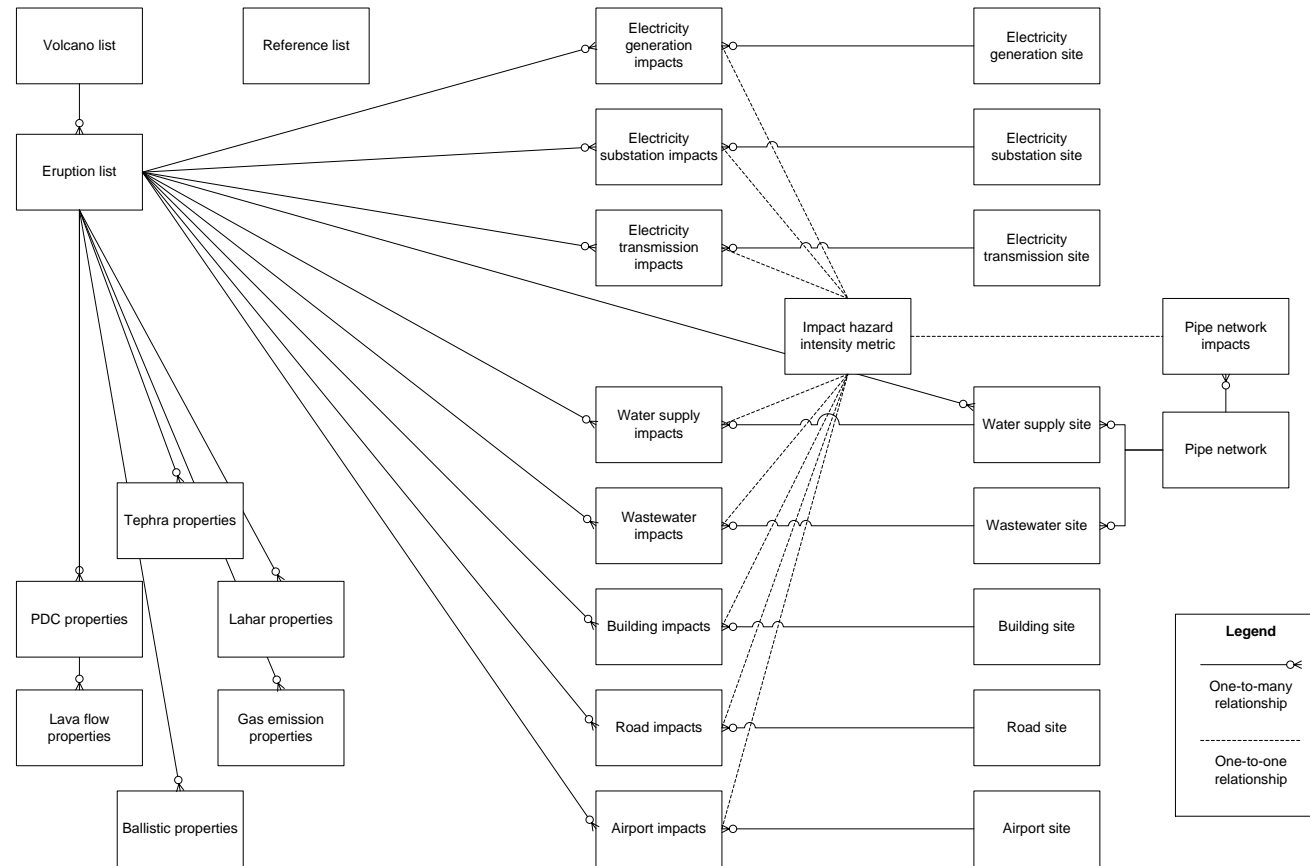 Volcano list
Reference list
Electricity
generation
impacts
Electricity
generation site
Eruption list
Electricity
substation impacts
Electricity
substation site
Electricity
transmission
impacts
Electricity
transmission site
Impact hazard
intensity metric
Pipe network
impacts
Water supply
impacts
Water supply site
Pipe network
Tephra properties
Wastewater
impacts
Wastewater site
PDC properties
Lahar properties
Building impacts
Building site
Lava flow
properties
Gas emission
properties
Road impacts
Road site
Ballistic properties
Airport impacts
Airport site
Legend
One-to-many
relationship
One-to-one
relationship